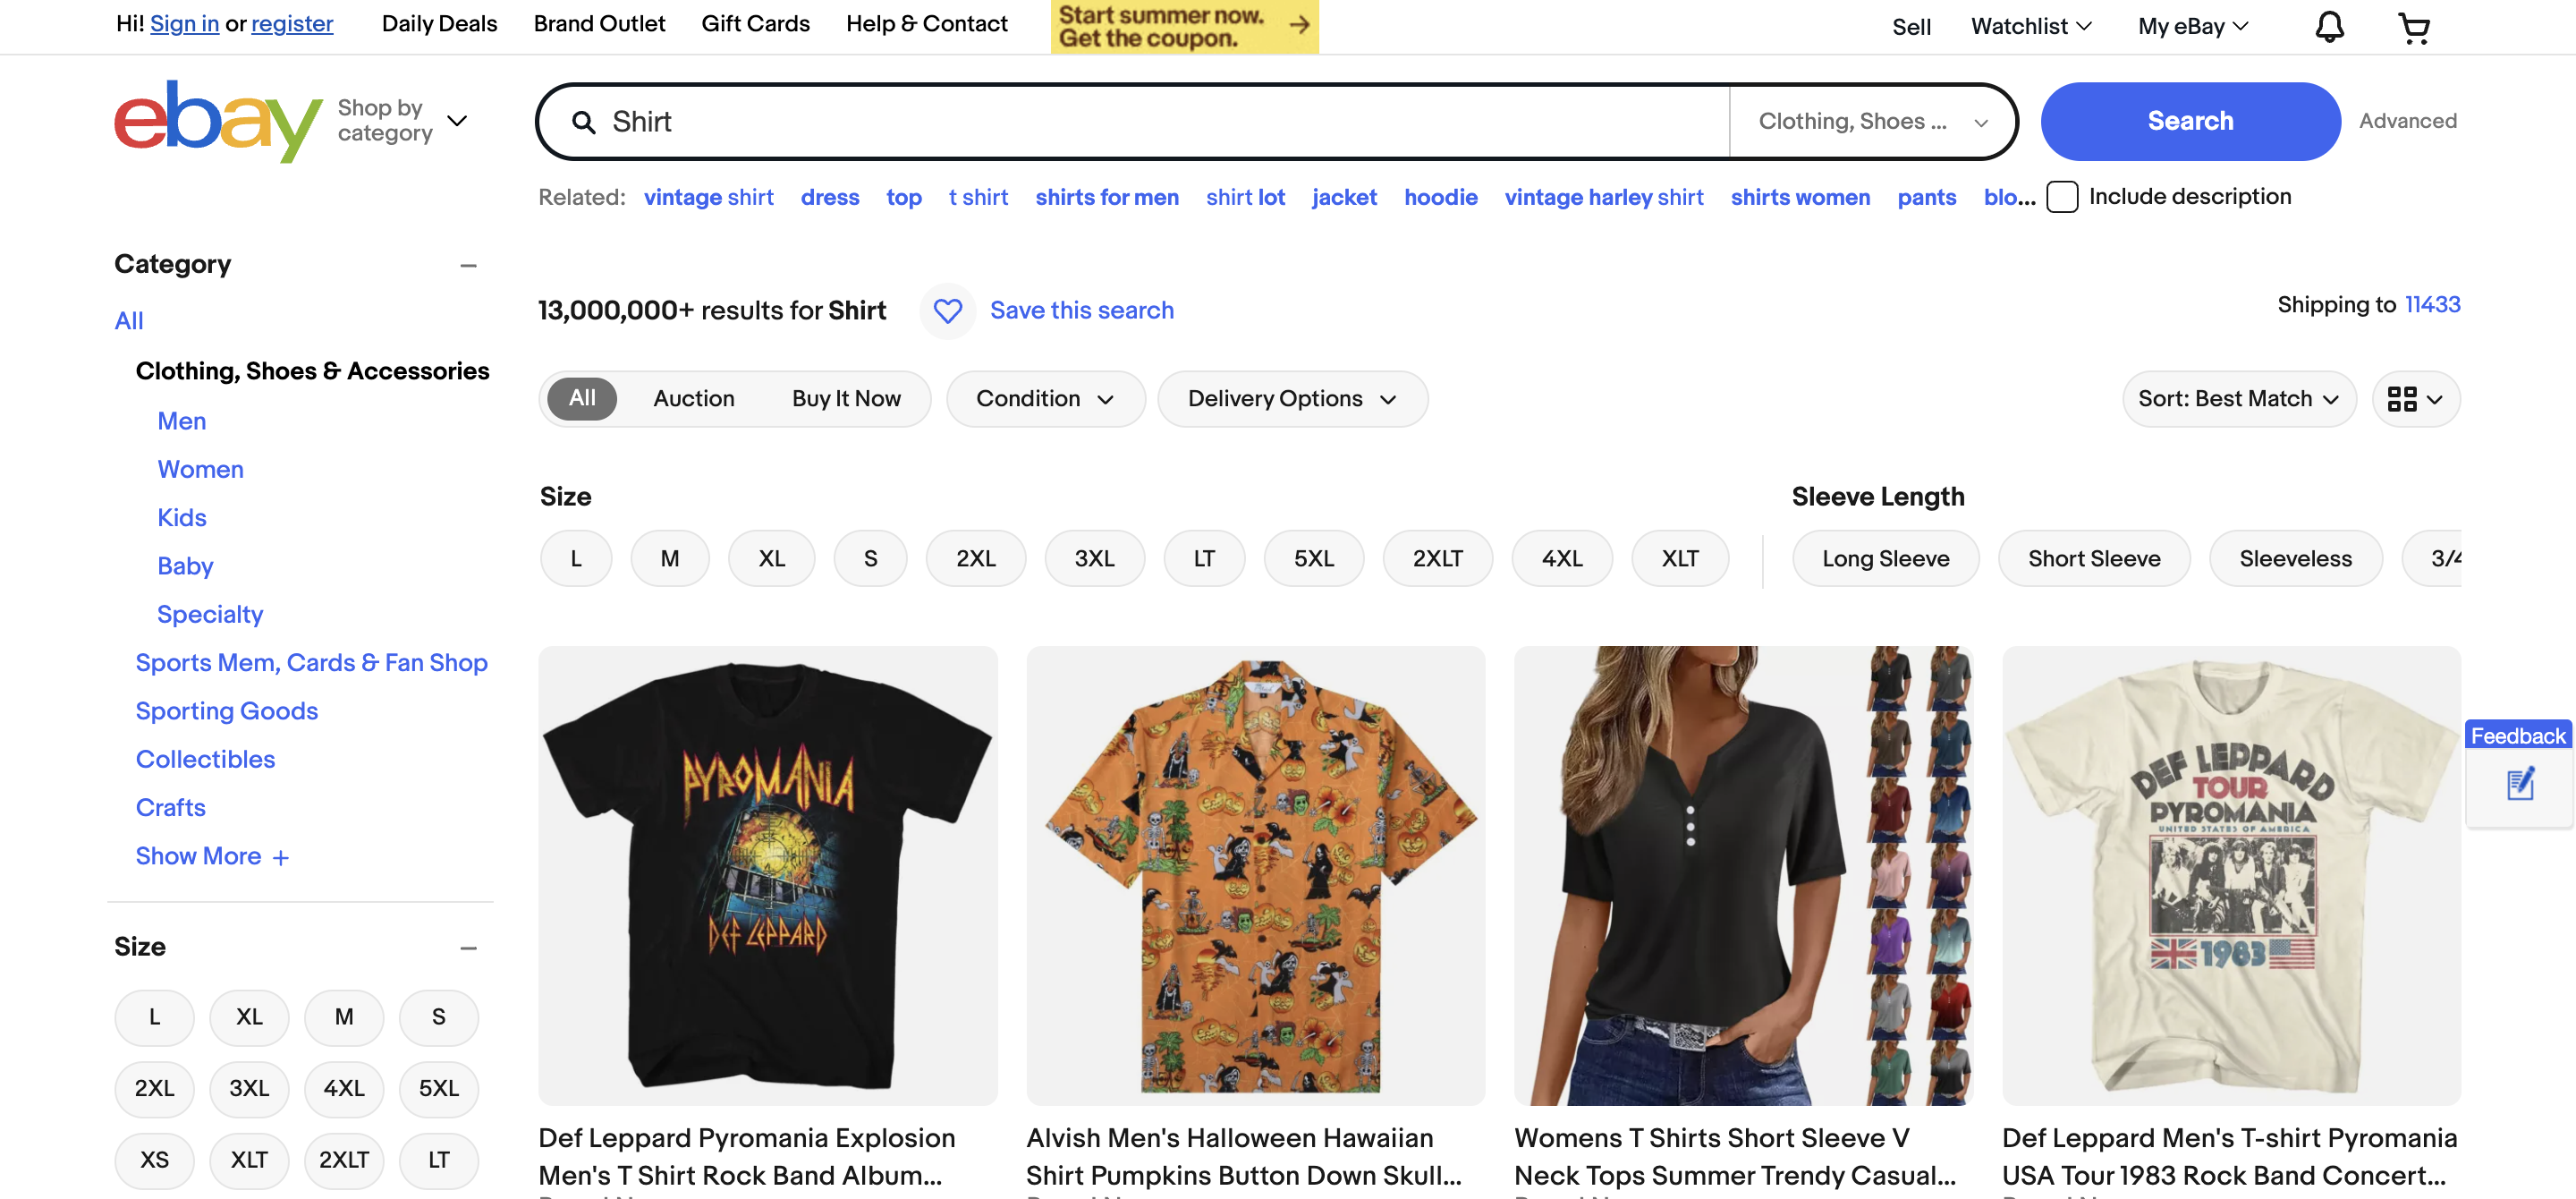 Hi! Sign in or register
Daily Deals
Brand Outlet
Gift Cards
Help & Contact
Start summer now.
Get the coupon.
Sell
Watchlist
My eBay
ebay
Shop by
category
Shirt
Clothing, Shoes ...
Search
Advanced
Related: vintage shirt dress top t shirt shirts for men shirt lot jacket hoodie vintage harley shirt shirts women pants blo...
Include description
Category
All
Clothing, Shoes & Accessories
Men
Women
Kids
Baby
Specialty
Sports Mem, Cards & Fan Shop
Sporting Goods
Collectibles
Crafts
Show More +
Size
L XL M S
2XL 3XL 4XL 5XL
XS XLT 2XLT LT
13,000,000+ results for Shirt
Save this search
Shipping to 11433
All
Auction
Buy It Now
Condition
Delivery Options
Sort: Best Match
Size
L M XL S 2XL 3XL LT 5XL 2XLT 4XL XLT
Sleeve Length
Long Sleeve Short Sleeve Sleeveless 3/4
PYROMANIA
DEF LEPPARD
DEF LEPPARD
TOUR
PYROMANIA
UNITED STATES OF AMERICA
1983
Feedback
Def Leppard Pyromania Explosion
Men's T Shirt Rock Band Album...
Alvish Men's Halloween Hawaiian
Shirt Pumpkins Button Down Skull...
Womens T Shirts Short Sleeve V
Neck Tops Summer Trendy Casual...
Def Leppard Men's T-shirt Pyromania
USA Tour 1983 Rock Band Concert...